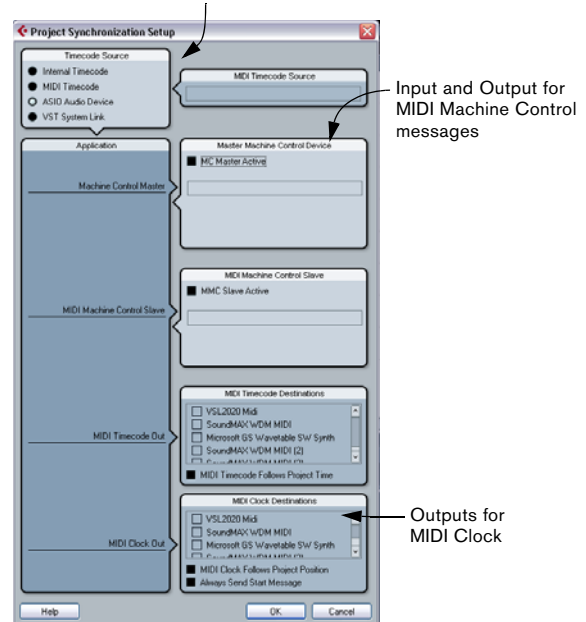 Project Synchronization Setup
Timecode Source
Internal Timecode
MIDI Timecode
ASIO Audio Device
VST System Link
MIDI Timecode Source
Input and Output for
MIDI Machine Control
messages
Application
Machine Control Master
MIDI Machine Control Slave
MIDI Timecode Out
MIDI Clock Out
Master Machine Control Device
MC Master Active
MIDI Machine Control Slave
MMC Slave Active
MIDI Timecode Destinations
VSL2020 Midi
SoundMAX WDM MIDI
Microsoft GS Wavetable SW Synth
SoundMAX WDM MIDI [2]
MIDI Timecode Follows Project Time
MIDI Clock Destinations
VSL2020 Midi
SoundMAX WDM MIDI
Microsoft GS Wavetable SW Synth
MIDI Clock Follows Project Position
Always Send Start Message
Outputs for
MIDI Clock
Help
OK
Cancel